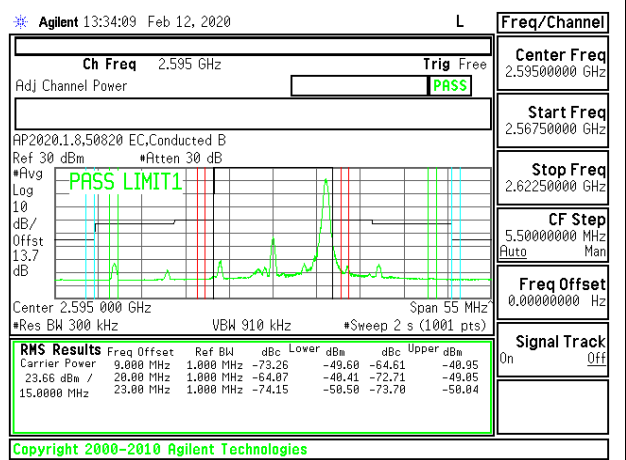 Agilent 13:34:09 Feb 12, 2020 L
Freq/Channel
Ch Freq 2.595 GHz Trig Free
Adj Channel Power PASS
Center Freq
2.59500000 GHz
Start Freq
2.56750000 GHz
AP2020.1.8,50820 EC,Conducted B
Ref 30 dBm #Atten 30 dB
#Avg
Log
10
dB/
Offst
13.7
dB
PASS LIMIT1
Stop Freq
2.62250000 GHz
CF Step
5.50000000 MHz
Auto Man
Freq Offset
0.00000000 Hz
Center 2.595 000 GHz Span 55 MHz^
#Res BW 300 kHz VBW 910 kHz #Sweep 2 s (1001 pts)
Signal Track
On Off
RMS Results Freq Offset Ref BW dBc Lower dBm dBc Upper dBm
Carrier Power 9.000 MHz 1.000 MHz -73.26 -49.60 -64.61 -40.95
23.66 dBm / 20.00 MHz 1.000 MHz -64.07 -40.41 -72.71 -49.05
15.0000 MHz 23.00 MHz 1.000 MHz -74.15 -50.50 -73.70 -50.04
Copyright 2000-2010 Agilent Technologies